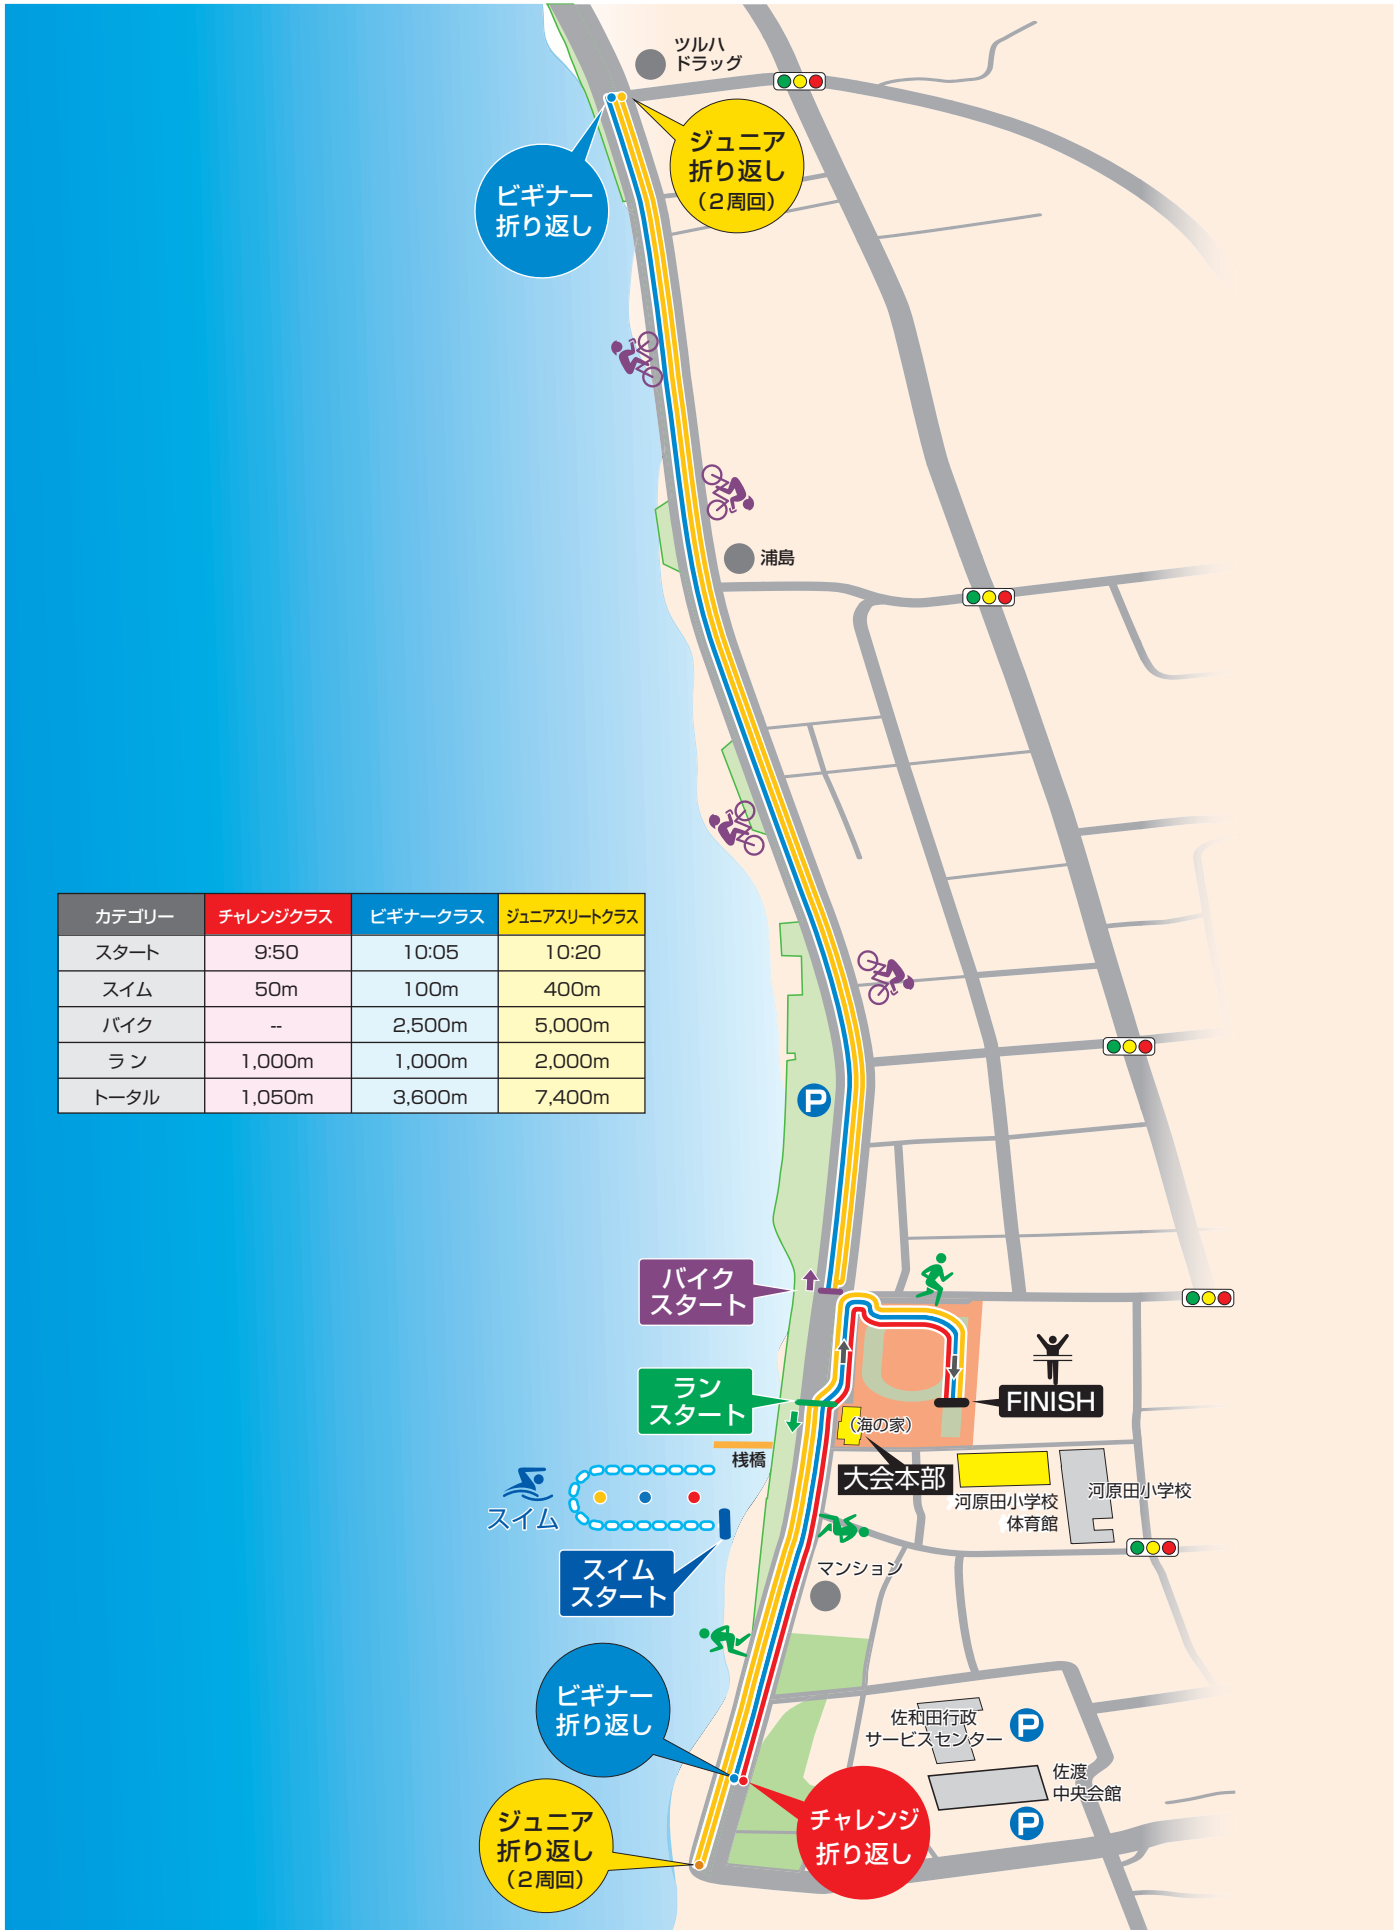 ツルハ
ドラッグ
ジュニア
折り返し
（2周回）
ビギナー
折り返し
浦島
カテゴリー チャレンジクラス ビギナークラス ジュニアスリートクラス
スタート 9:50 10:05 10:20
スイム 50m 100m 400m
バイク -- 2,500m 5,000m
ラン 1,000m 1,000m 2,000m
トータル 1,050m 3,600m 7,400m
P
バイク
スタート
ラン
スタート
FINISH
（海の家）
桟橋
大会本部
河原田小学校
体育館
河原田小学校
スイム
スイム
スタート
マンション
ビギナー
折り返し
佐和田行政
サービスセンター
P
佐渡
中央会館
P
チャレンジ
折り返し
ジュニア
折り返し
（2周回）